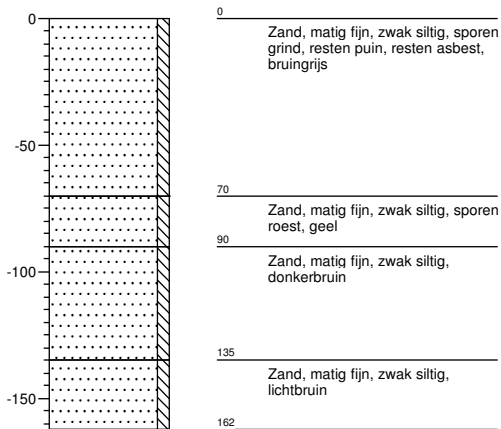 0
0
Zand, matig fijn, zwak siltig, sporen
grind, resten puin, resten asbest,
bruingrijs
-50
70
Zand, matig fijn, zwak siltig, sporen
roest, geel
90
Zand, matig fijn, zwak siltig,
donkerbruin
-100
135
Zand, matig fijn, zwak siltig,
lichtbruin
-150
162